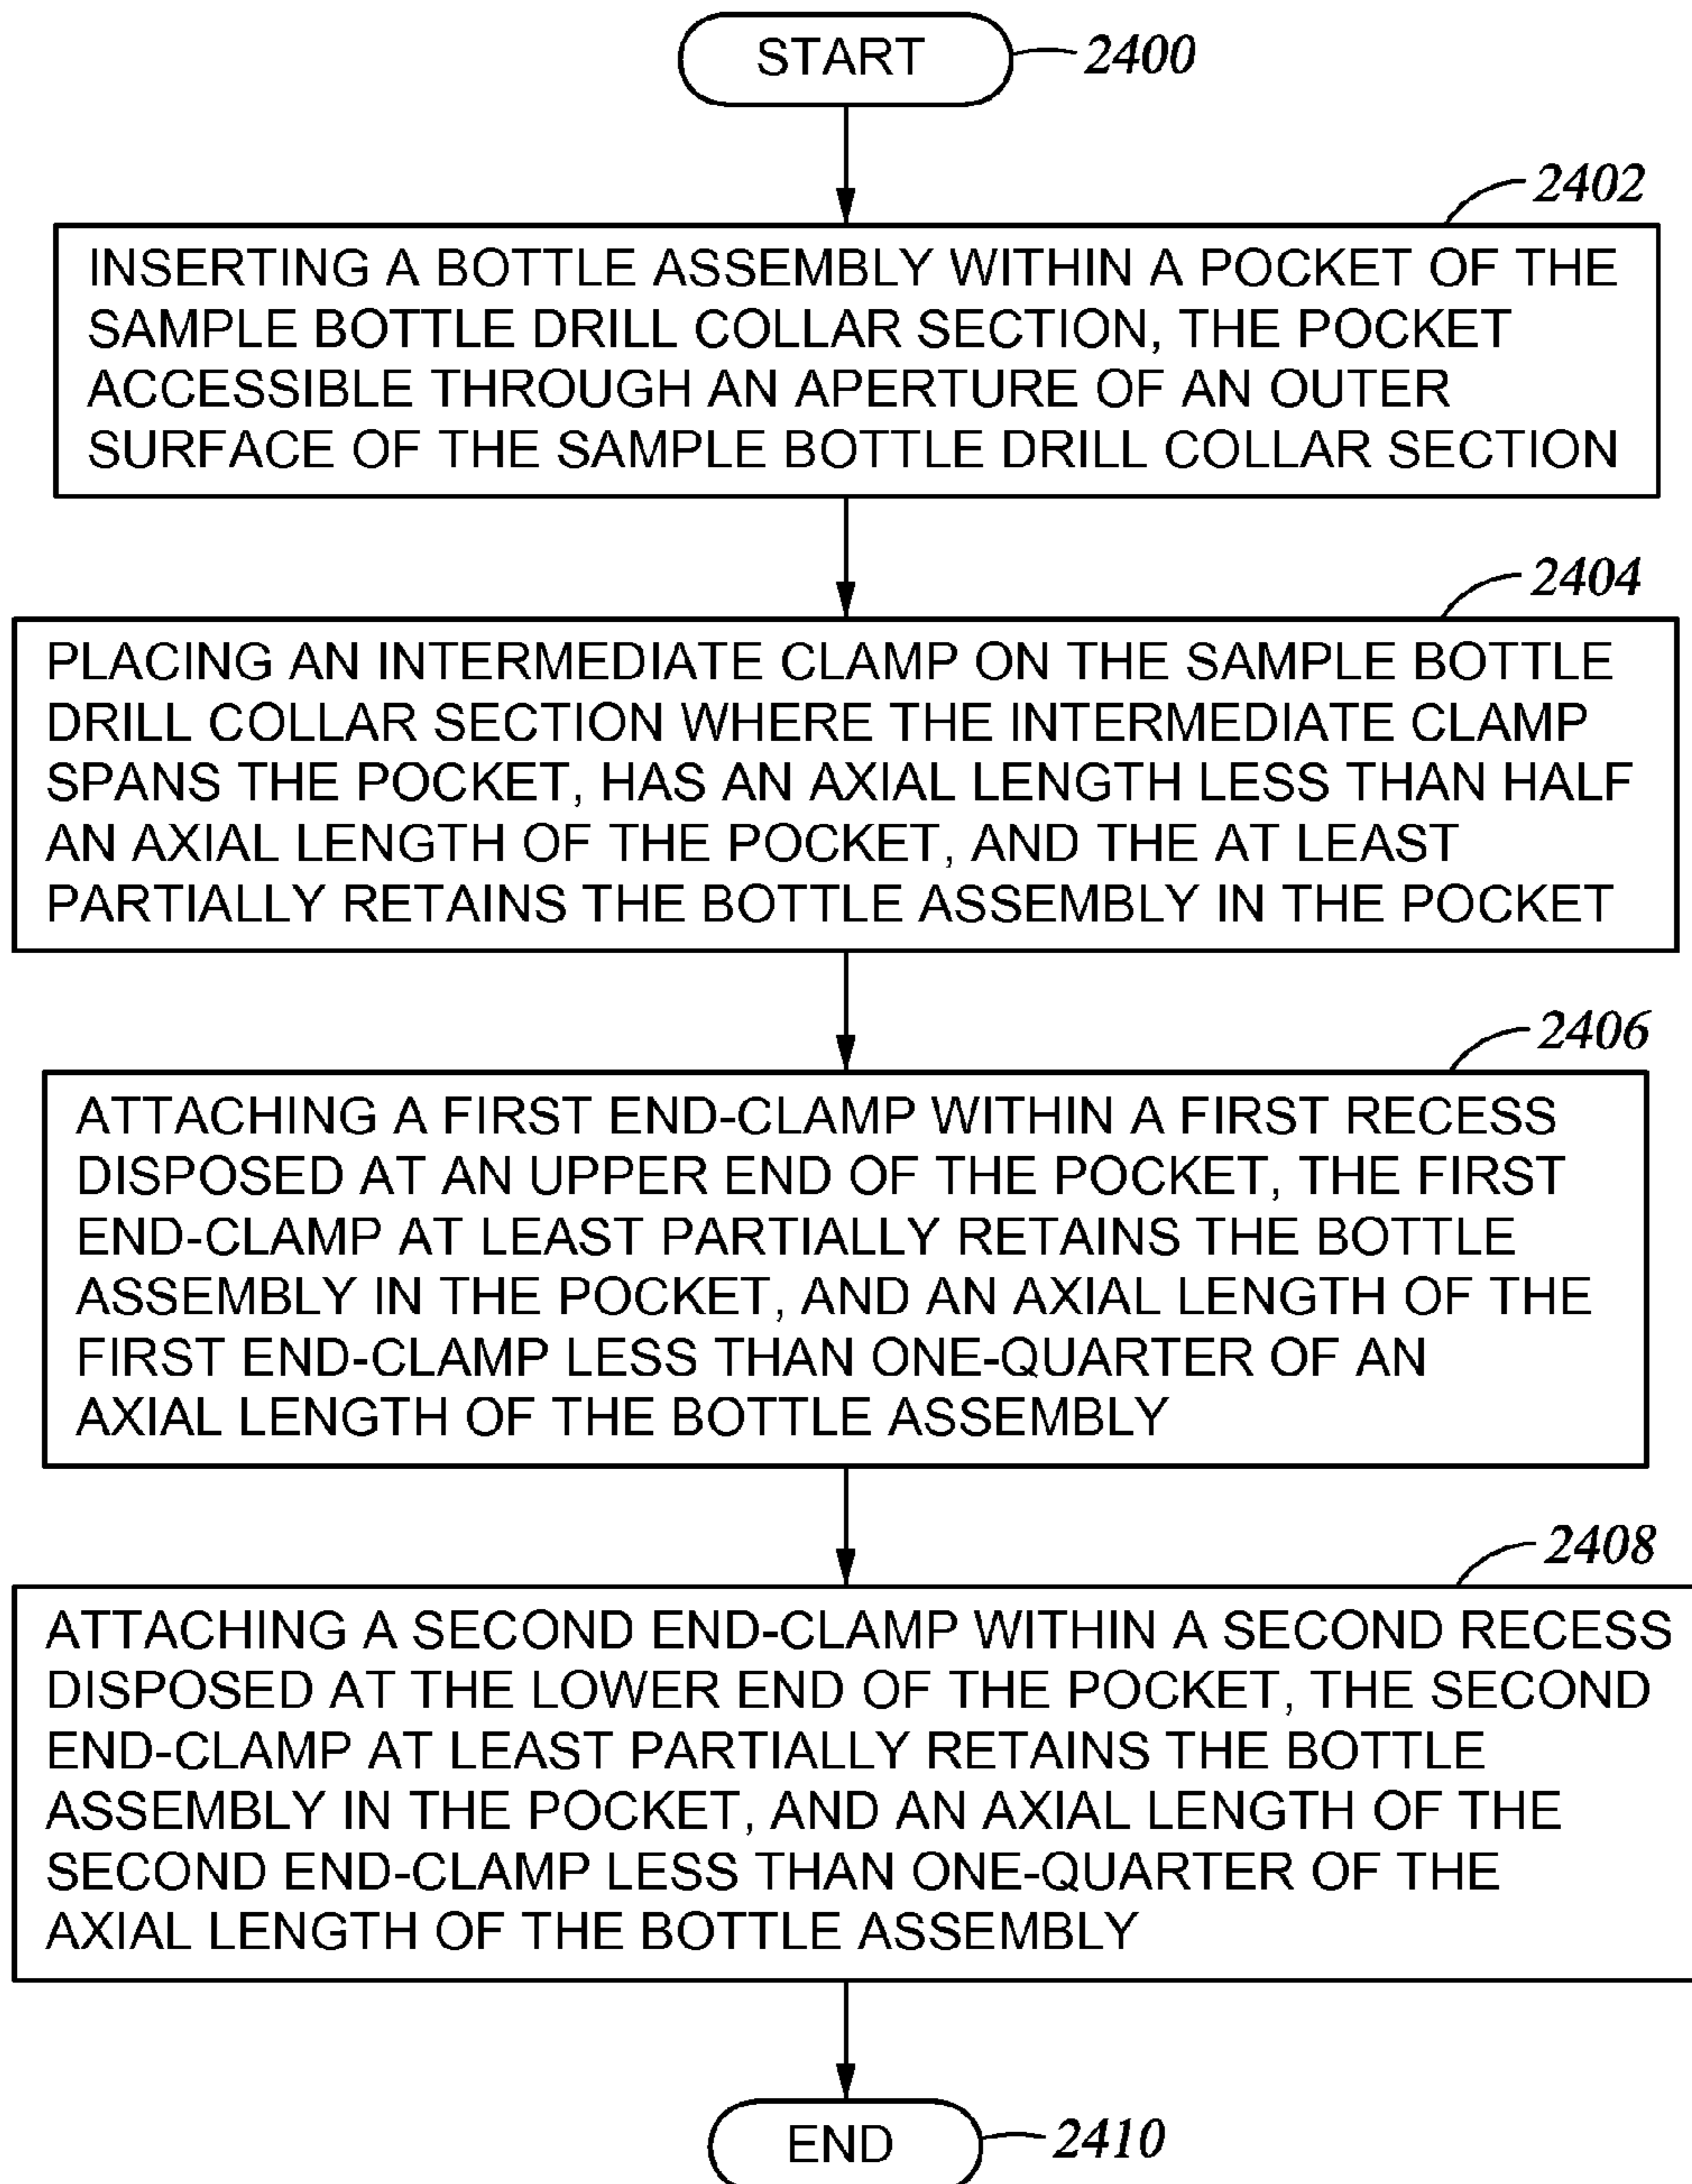 START
2400
2402
INSERTING A BOTTLE ASSEMBLY WITHIN A POCKET OF THE
SAMPLE BOTTLE DRILL COLLAR SECTION, THE POCKET
ACCESSIBLE THROUGH AN APERTURE OF AN OUTER
SURFACE OF THE SAMPLE BOTTLE DRILL COLLAR SECTION
2404
PLACING AN INTERMEDIATE CLAMP ON THE SAMPLE BOTTLE
DRILL COLLAR SECTION WHERE THE INTERMEDIATE CLAMP
SPANS THE POCKET, HAS AN AXIAL LENGTH LESS THAN HALF
AN AXIAL LENGTH OF THE POCKET, AND THE AT LEAST
PARTIALLY RETAINS THE BOTTLE ASSEMBLY IN THE POCKET
2406
ATTACHING A FIRST END-CLAMP WITHIN A FIRST RECESS
DISPOSED AT AN UPPER END OF THE POCKET, THE FIRST
END-CLAMP AT LEAST PARTIALLY RETAINS THE BOTTLE
ASSEMBLY IN THE POCKET, AND AN AXIAL LENGTH OF THE
FIRST END-CLAMP LESS THAN ONE-QUARTER OF AN
AXIAL LENGTH OF THE BOTTLE ASSEMBLY
2408
ATTACHING A SECOND END-CLAMP WITHIN A SECOND RECESS
DISPOSED AT THE LOWER END OF THE POCKET, THE SECOND
END-CLAMP AT LEAST PARTIALLY RETAINS THE BOTTLE
ASSEMBLY IN THE POCKET, AND AN AXIAL LENGTH OF THE
SECOND END-CLAMP LESS THAN ONE-QUARTER OF THE
AXIAL LENGTH OF THE BOTTLE ASSEMBLY
END
2410